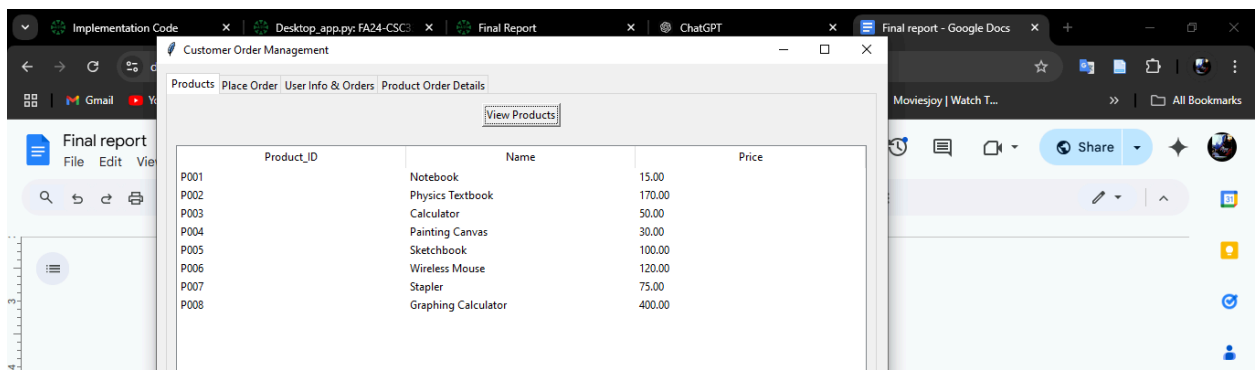 Implementation Code
Desktop_app.py: FA24-CSC3
Final Report
ChatGPT
Final report - Google Docs
Customer Order Management
Gmail
Moviesjoy | Watch T...
All Bookmarks
Products Place Order User Info & Orders Product Order Details
View Products
Final report
File Edit Vie
Share
Product_ID Name Price
P001 Notebook 15.00
P002 Physics Textbook 170.00
P003 Calculator 50.00
P004 Painting Canvas 30.00
P005 Sketchbook 100.00
P006 Wireless Mouse 120.00
P007 Stapler 75.00
P008 Graphing Calculator 400.00
31
3